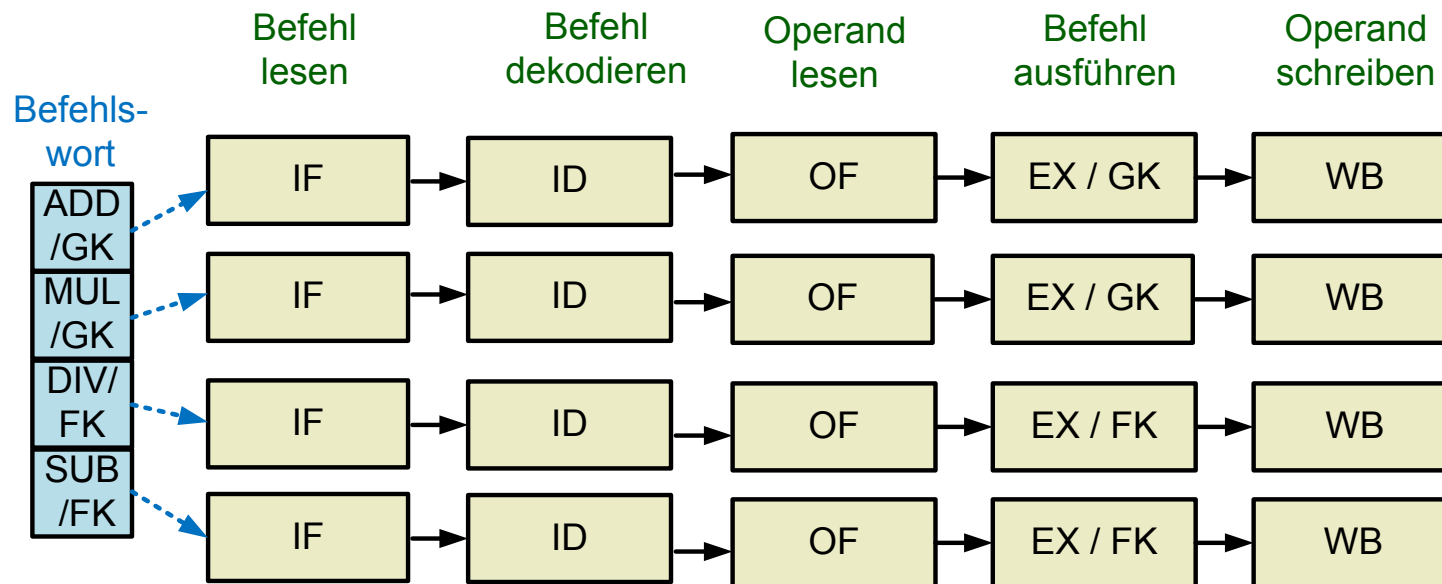 Befehl
lesen
Befehl
dekodieren
Operand
lesen
Befehl
ausführen
Operand
schreiben
Befehls-
wort
ADD
/GK
MUL
/GK
DIV/
FK
SUB
/FK
IF
ID
OF
EX / GK
WB
IF
ID
OF
EX / GK
WB
IF
ID
OF
EX / FK
WB
IF
ID
OF
EX / FK
WB